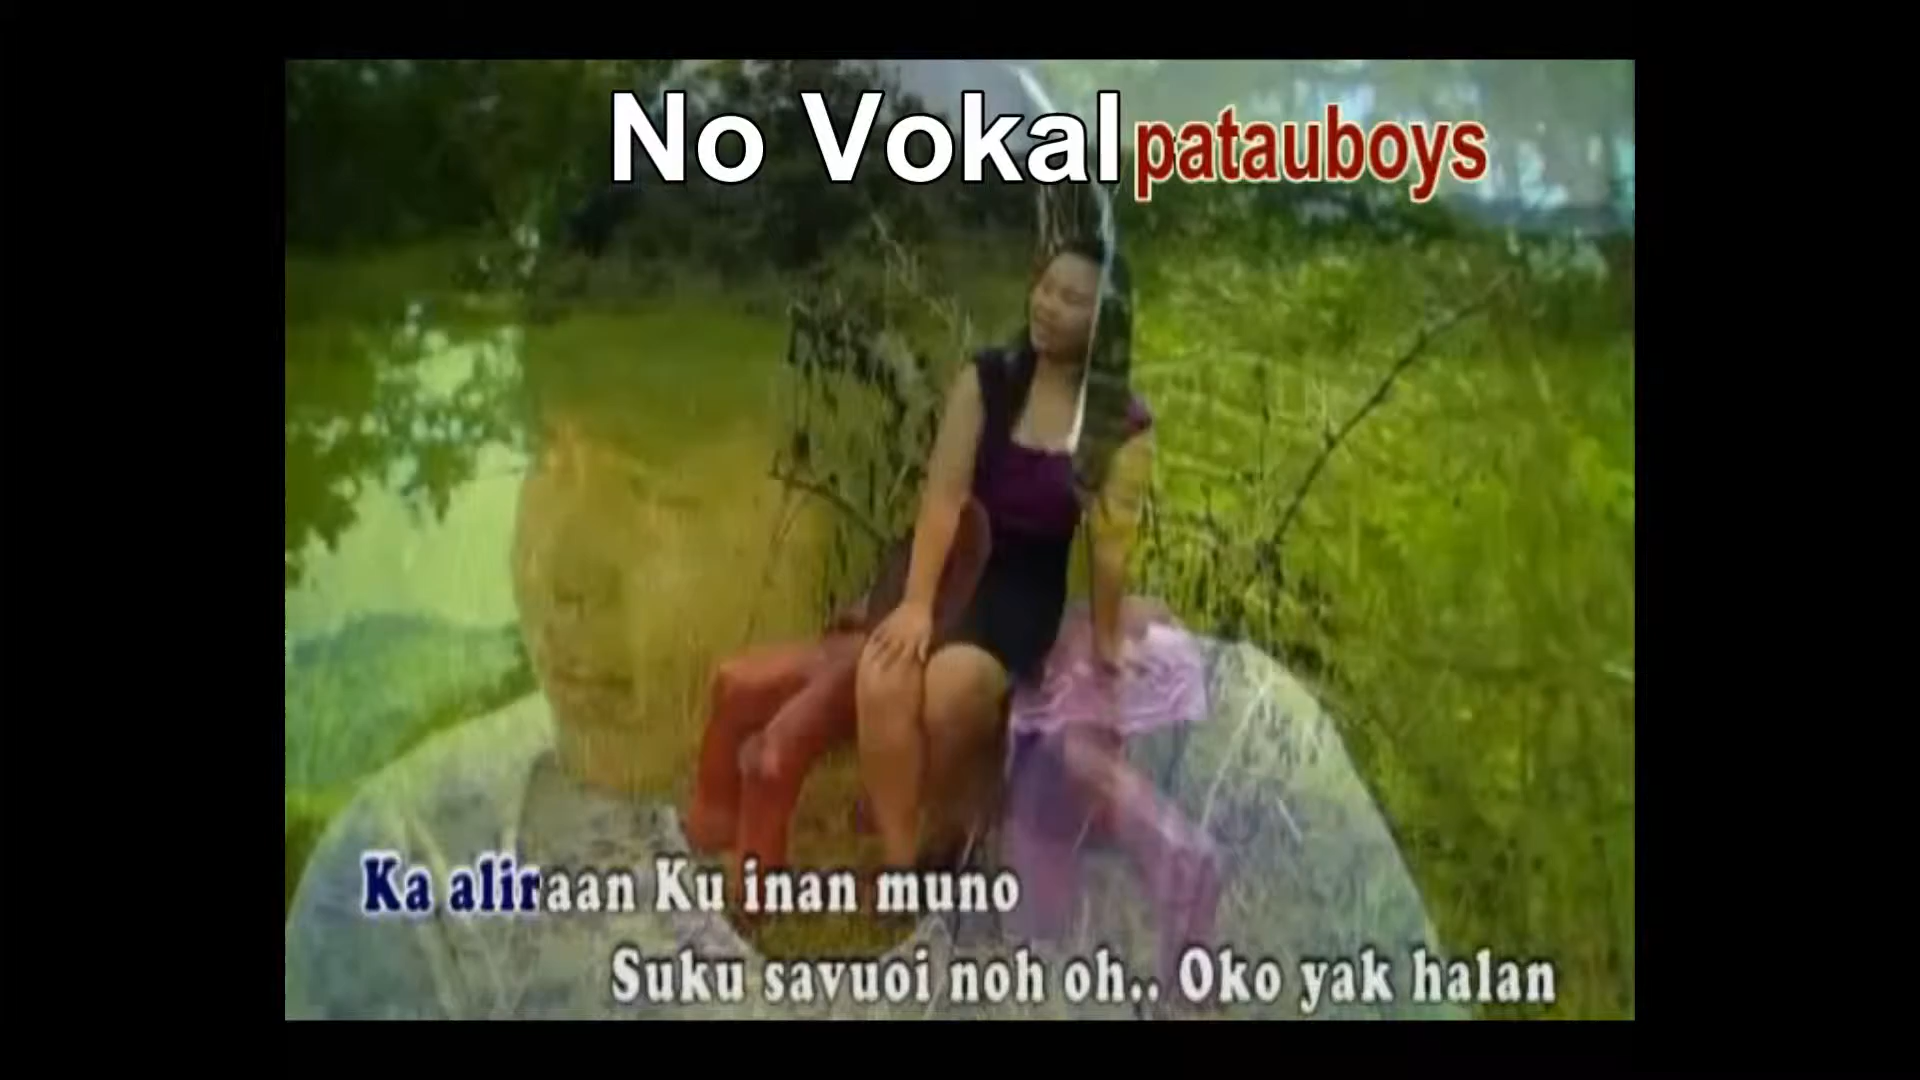 No Vokal patauboys
Ka aliraan Ku inan muno
Suku savuoi noh oh.. Oko yak halan